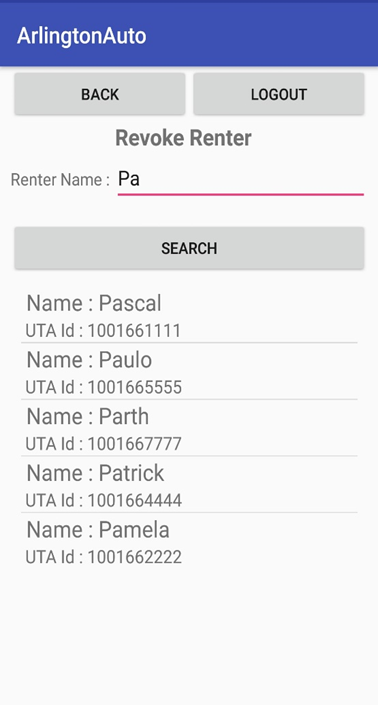 ArlingtonAuto
BACK LOGOUT
Revoke Renter
Renter Name : Pa
SEARCH
Name : Pascal
UTA Id : 1001661111
Name : Paulo
UTA Id : 1001665555
Name : Parth
UTA Id : 1001667777
Name : Patrick
UTA Id : 1001664444
Name : Pamela
UTA Id : 1001662222